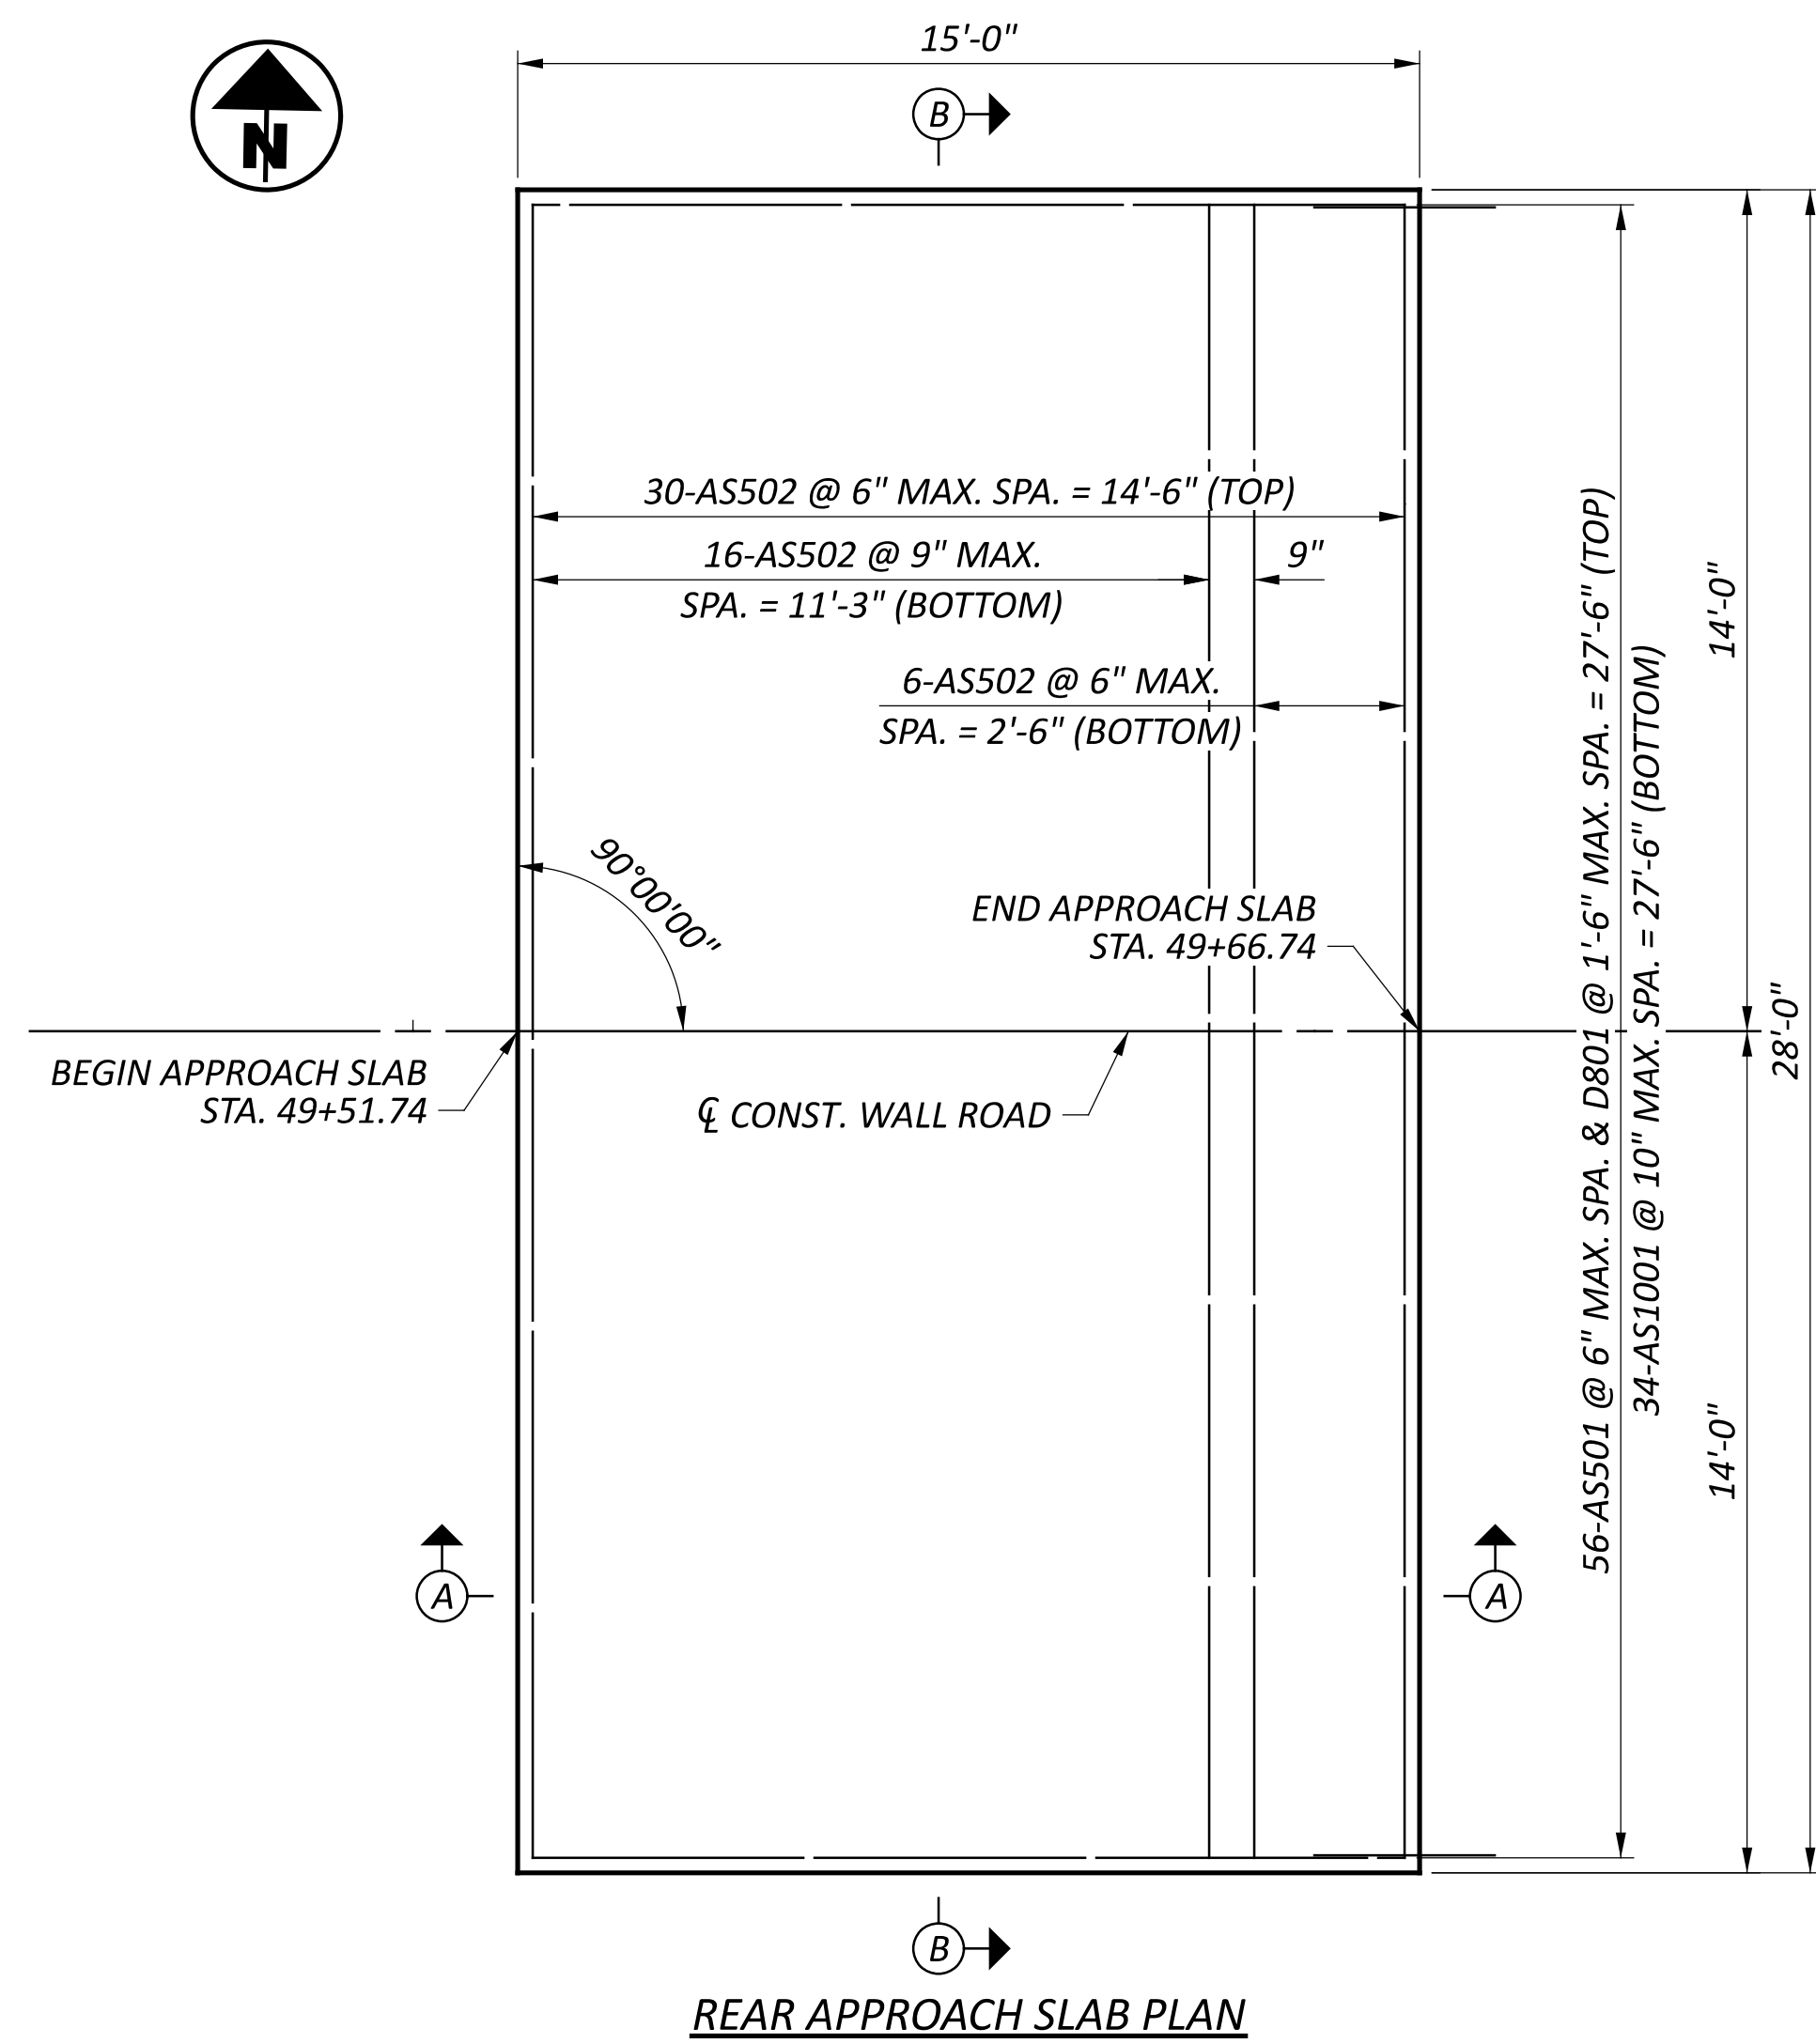 15'-0"
B
N
30-AS502 @ 6" MAX. SPA. = 14'-6" (TOP)
16-AS502 @ 9" MAX.
SPA. = 11'-3" (BOTTOM)
9"
6-AS502 @ 6" MAX.
SPA. = 2'-6" (BOTTOM)
90°00'00"
END APPROACH SLAB
STA. 49+66.74
BEGIN APPROACH SLAB
STA. 49+51.74
℄ CONST. WALL ROAD
56-AS501 @ 6" MAX. SPA. & D801 @ 1'-6" MAX. SPA. = 27'-6" (TOP)
34-AS1001 @ 10" MAX. SPA. = 27'-6" (BOTTOM)
14'-0"
28'-0"
14'-0"
A
A
B
REAR APPROACH SLAB PLAN